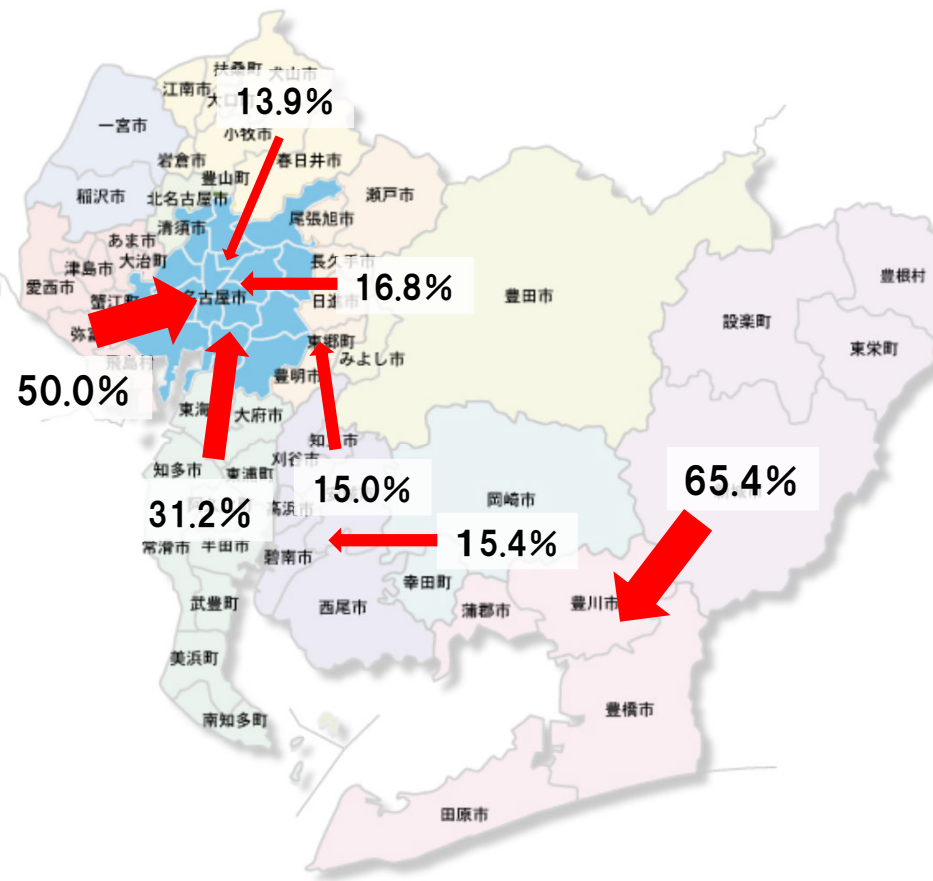 扶桑町
犬山市
江南市
13.9%
一宮市
小牧市
岩倉市
春日井市
豊山町
瀬戸市
稲沢市
北名古屋市
尾張旭市
清須市
あま市
津島市
大治町
長久手市
愛西市
16.8%
蟹江町
名古屋市
日進市
豊田市
豊根村
設楽町
東栄町
東郷町
みよし市
飛島村
豊明市
50.0%
大府市
刈谷市
知多市
東浦町
65.4%
15.0%
岡崎市
31.2%
高浜市
15.4%
常滑市
半田市
碧南市
幸田町
武豊町
西尾市
蒲郡市
豊川市
美浜町
豊橋市
南知多町
田原市